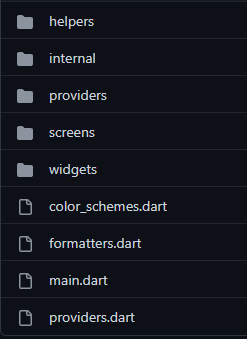 helpers
internal
providers
screens
widgets
color_schemes.dart
formatters.dart
main.dart
providers.dart